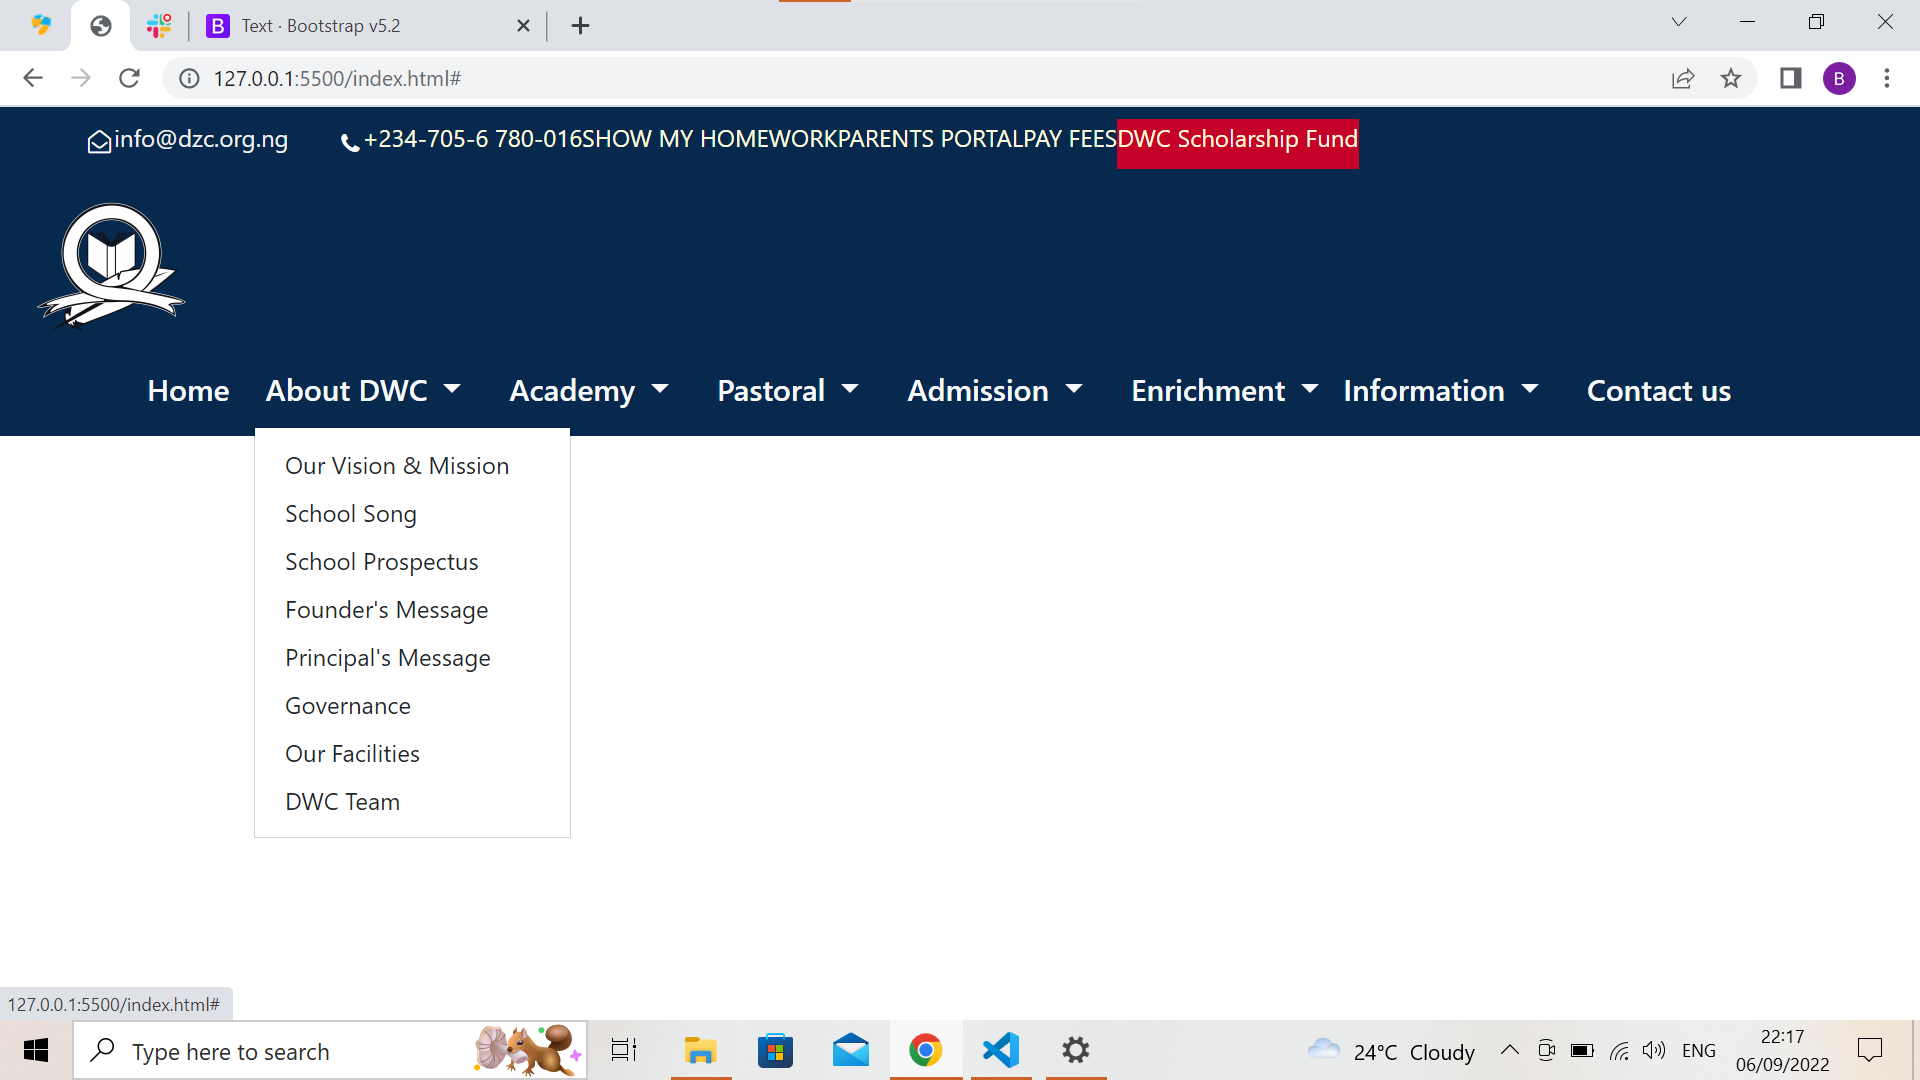 Text · Bootstrap v5.2
127.0.0.1:5500/index.html#
B
info@dzc.org.ng +234-705-6 780-016SHOW MY HOMEWORKPARENTS PORTALPAY FEESDWC Scholarship Fund
Home About DWC Academy Pastoral Admission Enrichment Information Contact us
Our Vision & Mission
School Song
School Prospectus
Founder's Message
Principal's Message
Governance
Our Facilities
DWC Team
127.0.0.1:5500/index.html#
Type here to search
24°C Cloudy
ENG
22:17
06/09/2022